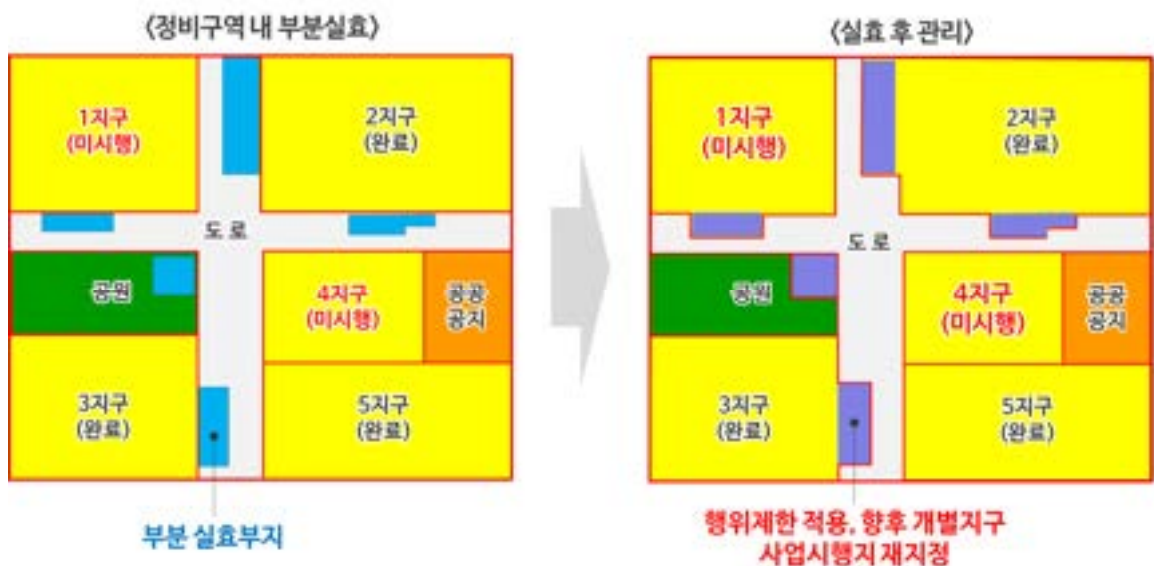 〈정비구역 내 부분실효〉
1지구
(미시행)
2지구
(완료)
도 로
공원
4지구
(미시행)
공공
공지
3지구
(완료)
5지구
(완료)
부분 실효부지
〈실효 후 관리〉
1지구
(미시행)
2지구
(완료)
도 로
공원
4지구
(미시행)
공공
공지
3지구
(완료)
5지구
(완료)
행위제한 적용, 향후 개별지구
사업시행지 재지정